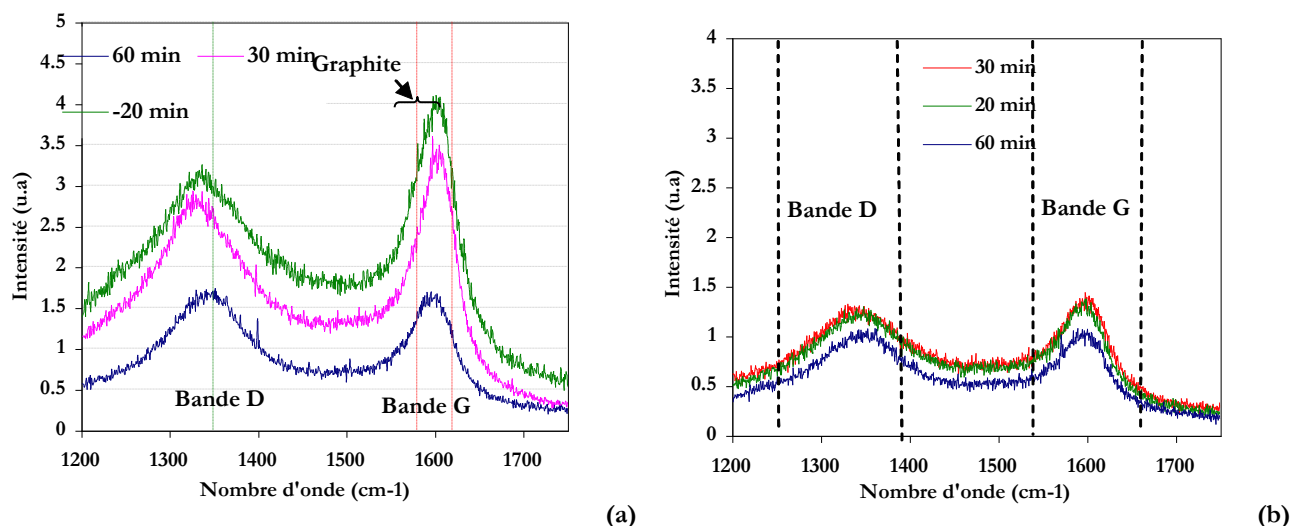 5
4.5
4
3.5
3
2.5
2
1.5
1
0.5
0
Intensité (u.a)
60 min
30 min
-20 min
Graphite
Bande D
Bande G
1200 1300 1400 1500 1600 1700
Nombre d'onde (cm-1)
(a)
4
3.5
3
2.5
2
1.5
1
0.5
0
Intensité (u.a)
30 min
20 min
60 min
Bande D
Bande G
1200 1300 1400 1500 1600 1700
Nombre d'onde (cm-1)
(b)